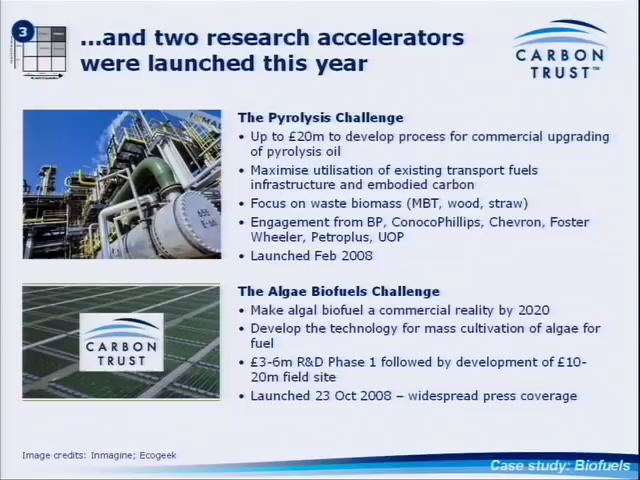 3
...and two research accelerators
were launched this year
CARBON
TRUST™
The Pyrolysis Challenge
• Up to £20m to develop process for commercial upgrading
of pyrolysis oil
• Maximise utilisation of existing transport fuels
infrastructure and embodied carbon
• Focus on waste biomass (MBT, wood, straw)
• Engagement from BP, ConocoPhillips, Chevron, Foster
Wheeler, Petroplus, UOP
• Launched Feb 2008
The Algae Biofuels Challenge
• Make algal biofuel a commercial reality by 2020
• Develop the technology for mass cultivation of algae for
fuel
• £3-6m R&D Phase 1 followed by development of £10-
20m field site
• Launched 23 Oct 2008 – widespread press coverage
CARBON
TRUST
Image credits: Inmagine; Ecogeek
Case study: Biofuels